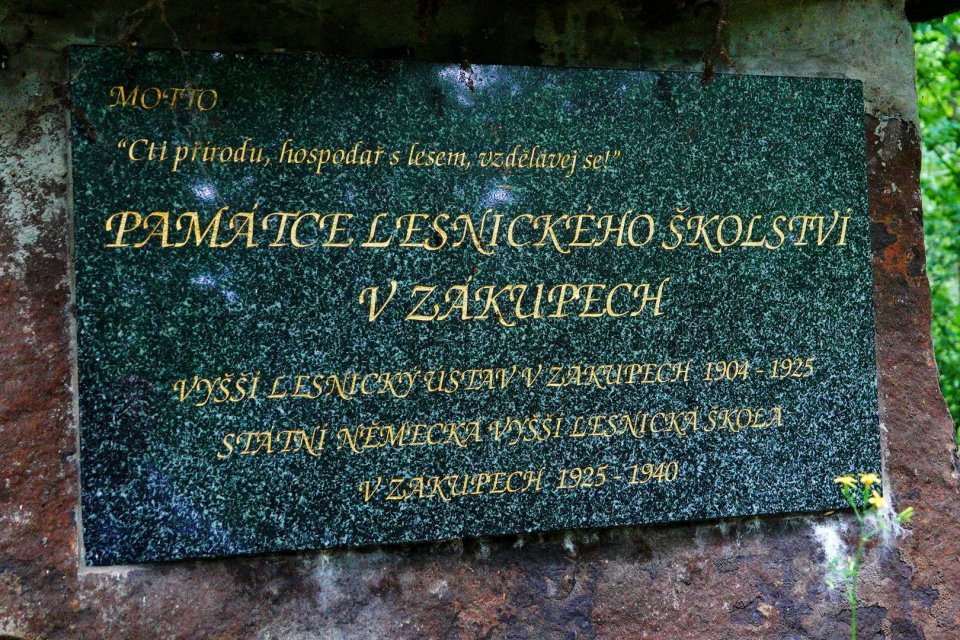 MOTTO
"Cti přírodu, hospodař s lesem, vzdělávej se!"
PAMÁTCE LESNICKÉHO ŠKOLSTVÍ
V ZÁKUPECH
VYŠŠÍ LESNICKÝ ÚSTAV V ZÁKUPECH 1904 - 1925
STÁTNÍ NĚMECKÁ VYŠŠÍ LESNICKÁ ŠKOLA
V ZÁKUPECH 1925 - 1940